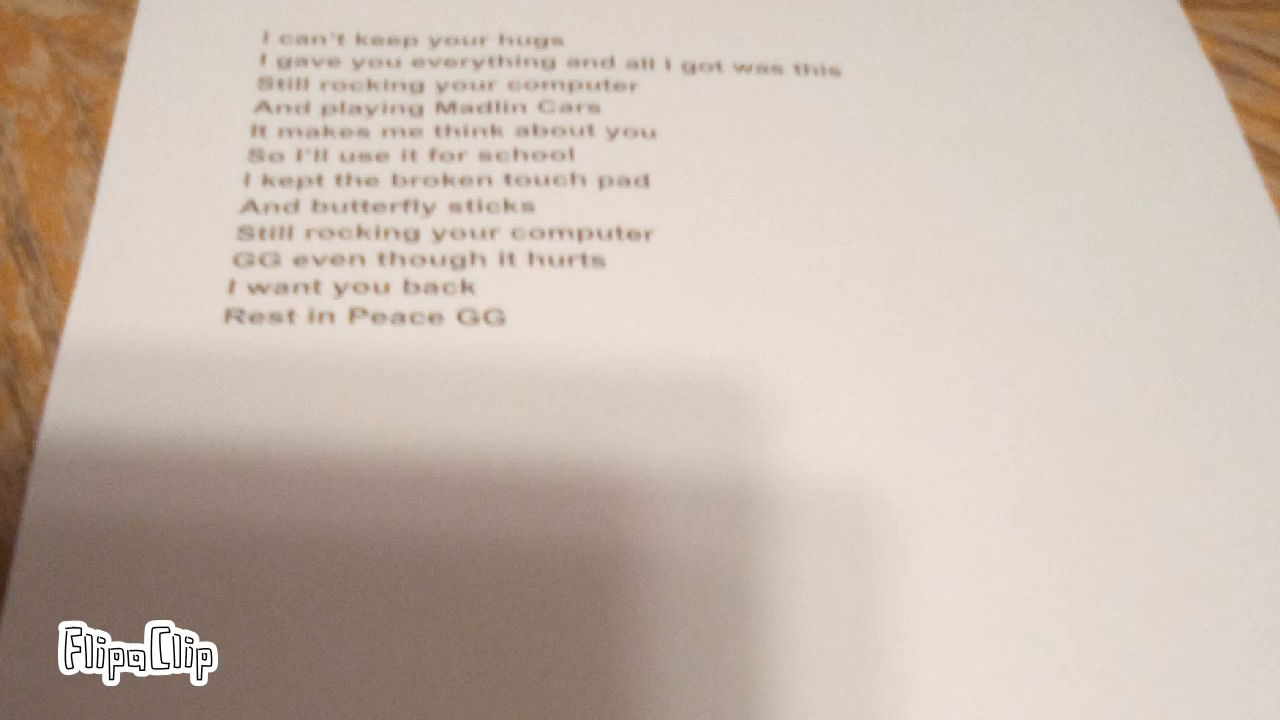 I can't keep your hugs
I gave you everything and all I got was this
Still rocking your computer
And playing Madlin Cars
It makes me think about you
So I'll use it for school
I kept the broken touch pad
And butterfly sticks
Still rocking your computer
GG even though it hurts
I want you back
Rest in Peace GG
FlipaClip